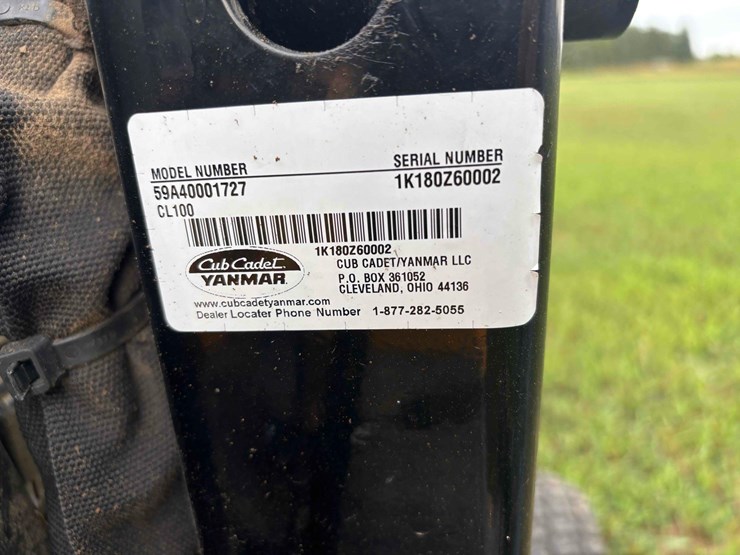 MODEL NUMBER
59A40001727
CL100
SERIAL NUMBER
1K180Z60002
1K180Z60002
Cub Cadet.
YANMAR
CUB CADET/YANMAR LLC
P.O. BOX 361052
CLEVELAND, OHIO 44136
www.cubcadetyanmar.com
Dealer Locater Phone Number 1-877-282-5055